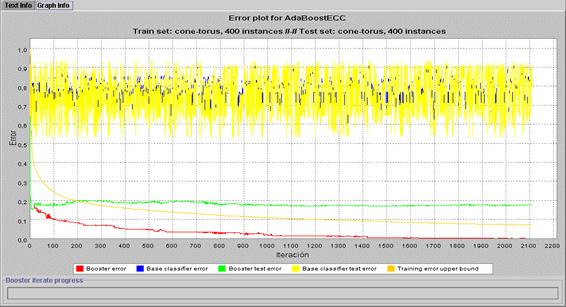 Text Info Graph Info
Error plot for AdaBoostECC
Train set: cone-torus, 400 instances //-// Test set: cone-torus, 400 instances
1,0
0,9
0,8
0,7
0,6
0,5
0,4
0,3
0,2
0,1
0,0
Error
0 100 200 300 400 500 600 700 800 900 1000 1100 1200 1300 1400 1500 1600 1700 1800 1900 2000 2100 2200
Iteración
Booster error Base classifier error Booster test error Base classifier test error Training error upper bound
Booster iterate progress